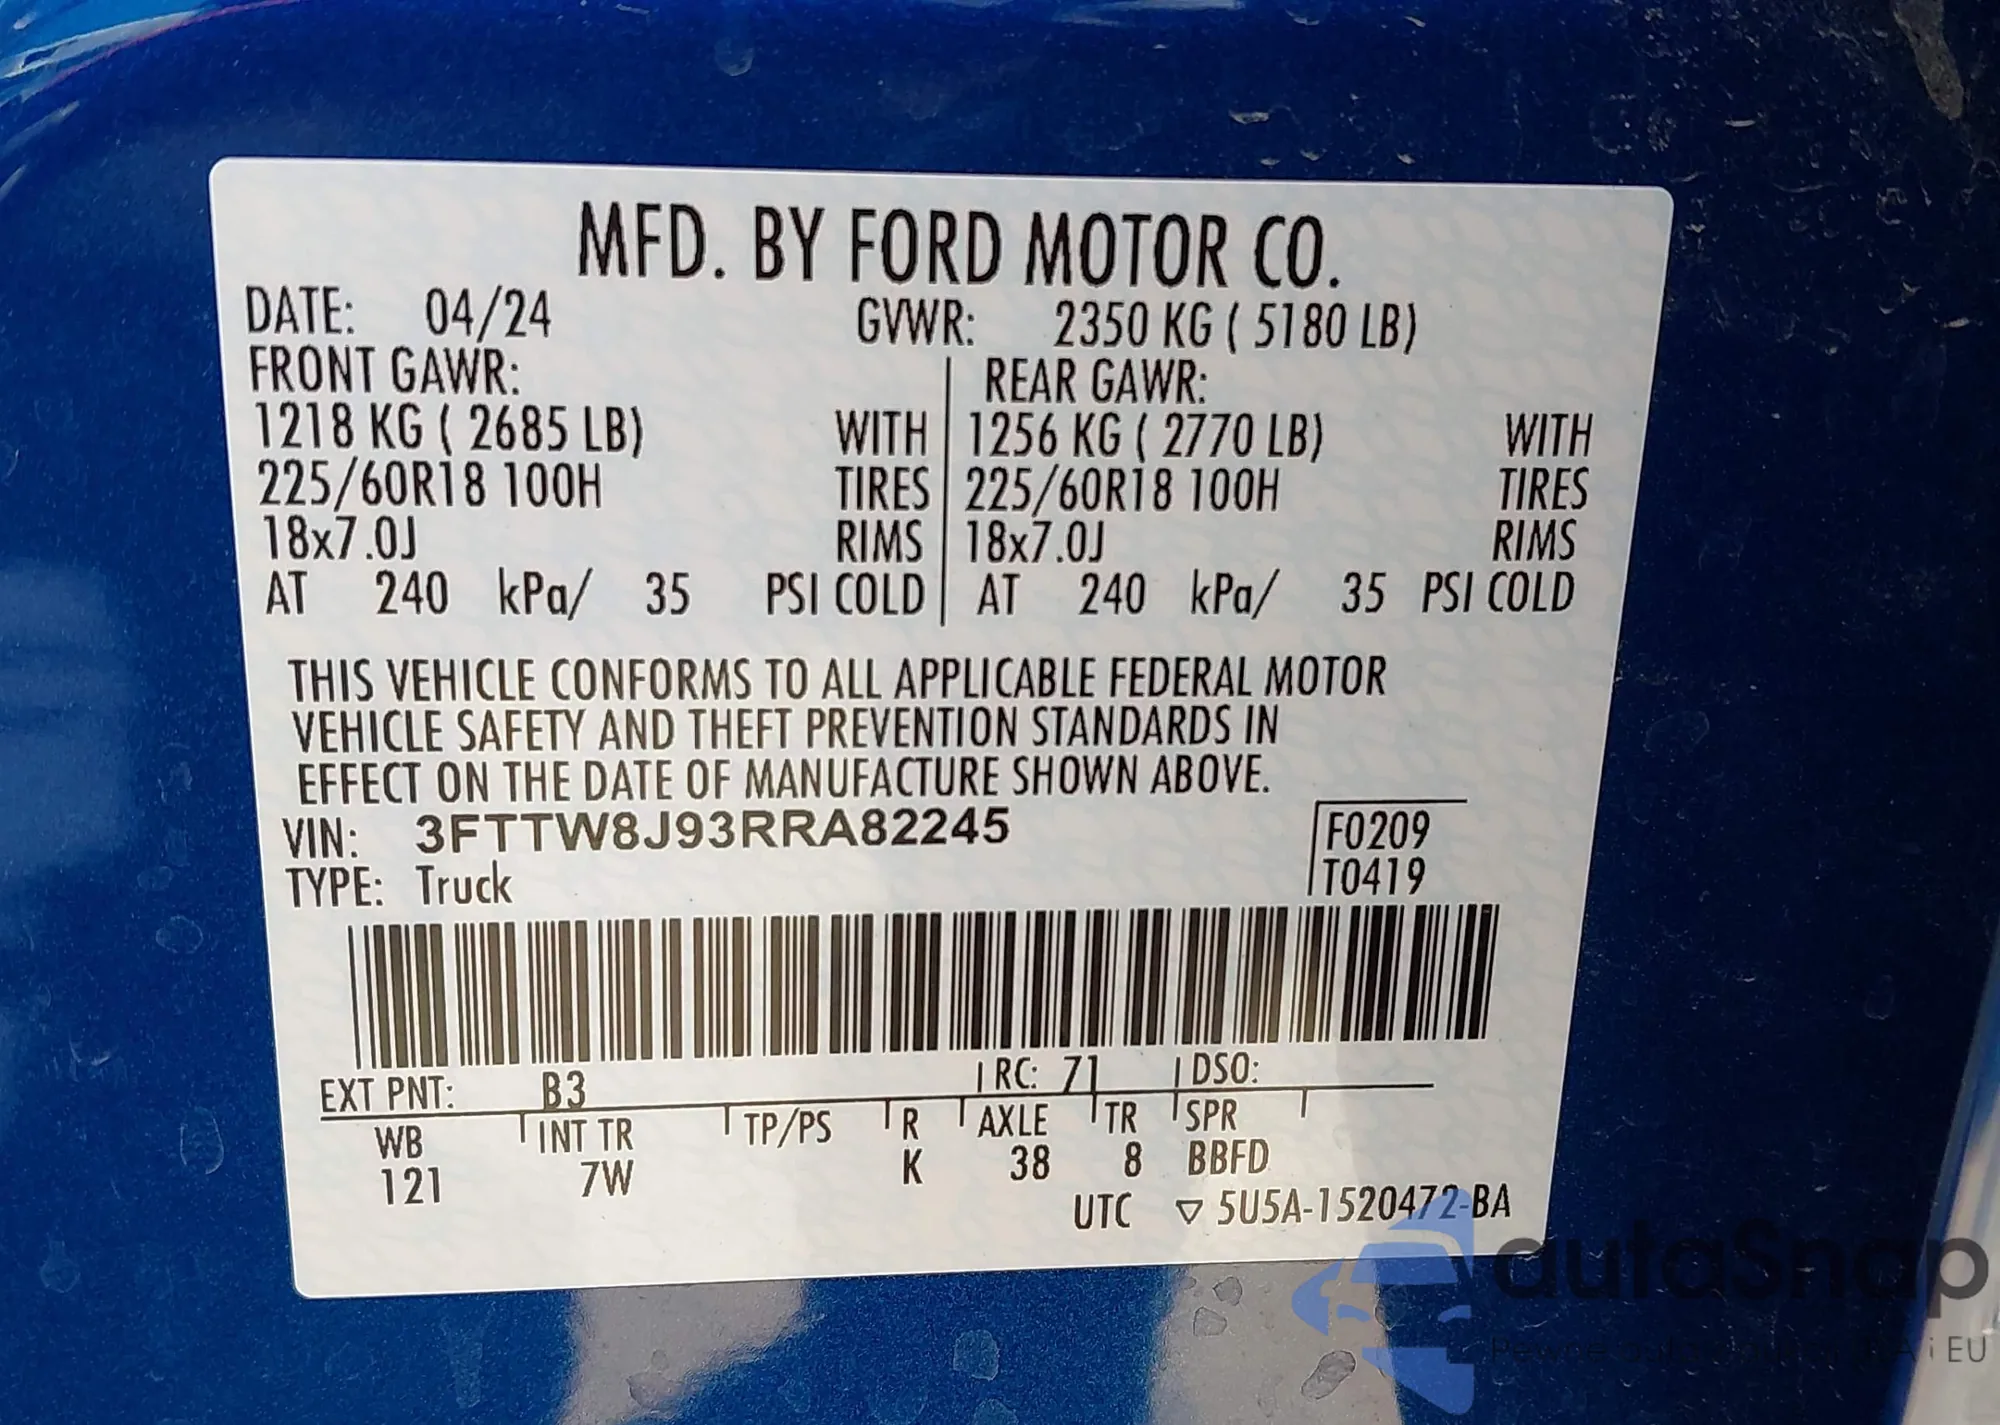 MFD. BY FORD MOTOR CO.
DATE: 04/24 GVWR: 2350 KG ( 5180 LB)
FRONT GAWR: REAR GAWR:
1218 KG ( 2685 LB) WITH 1256 KG ( 2770 LB) WITH
225/60R18 100H TIRES 225/60R18 100H TIRES
18x7.0J RIMS 18x7.0J RIMS
AT 240 kPa/ 35 PSI COLD AT 240 kPa/ 35 PSI COLD
THIS VEHICLE CONFORMS TO ALL APPLICABLE FEDERAL MOTOR
VEHICLE SAFETY AND THEFT PREVENTION STANDARDS IN
EFFECT ON THE DATE OF MANUFACTURE SHOWN ABOVE.
VIN: 3FTTW8J93RRA82245 F0209
TYPE: Truck T0419
EXT PNT: B3 RC: 71 DSO:
WB INT TR TP/PS R AXLE TR SPR
121 7W K 38 8 BBFD
UTC ▽ 5U5A-1520472-BA
autaSnap
i EU